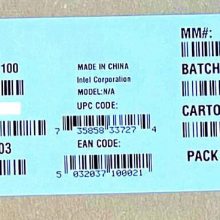 MM#:
100
MADE IN CHINA
BATCH
Intel Corporation
MODEL:N/A
UPC CODE:
CARTO
7 35858 33727 4
03
EAN CODE:
PACK
5 032037 100021